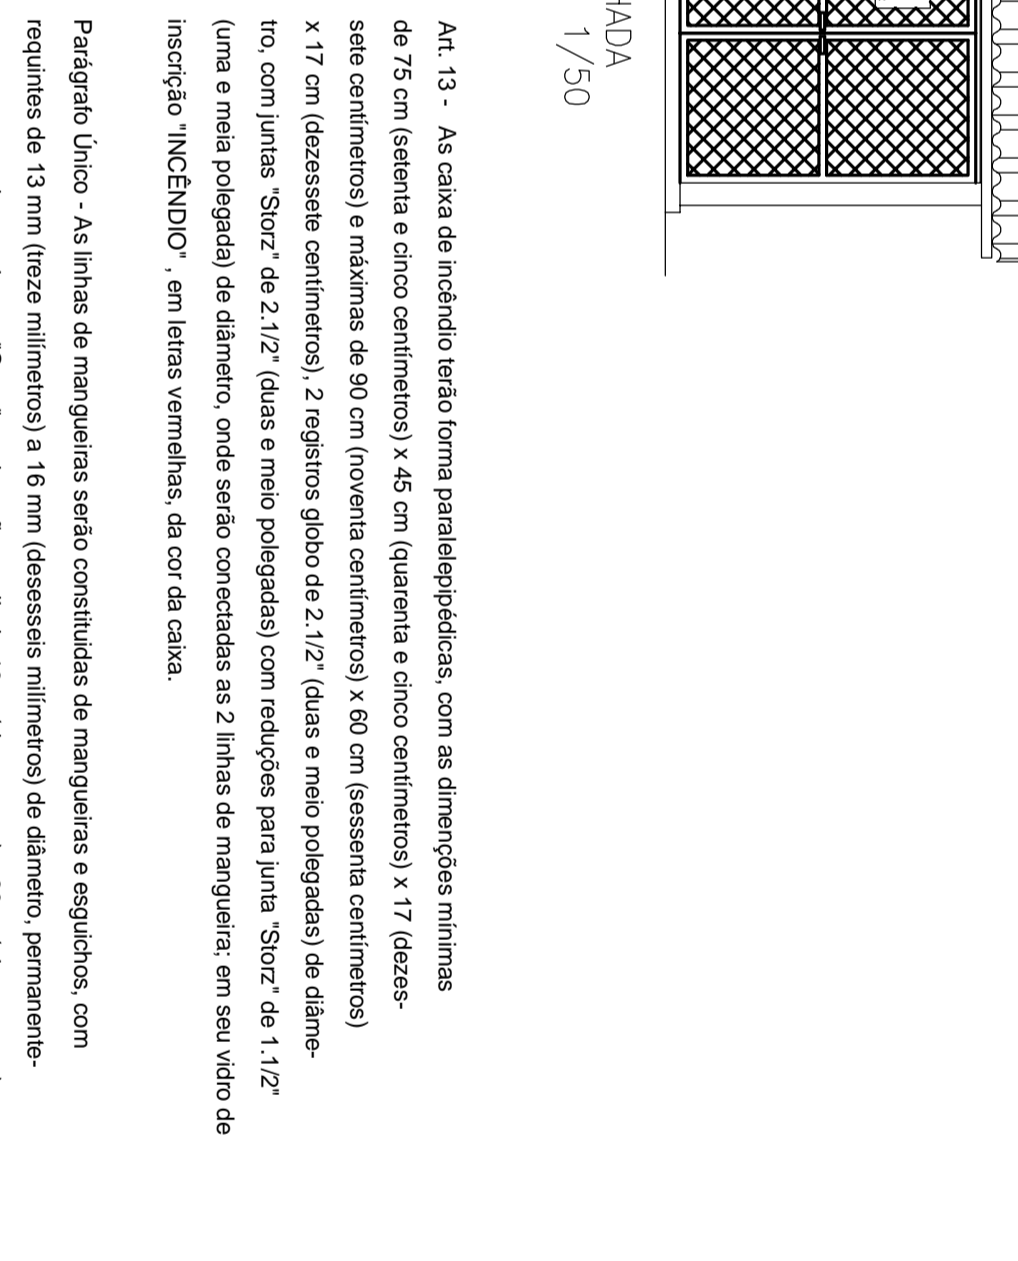 HADA
1/50
Art. 13 - As caixa de incêndio terão forma paralelepipédicas, com as dimenções mínimas
de 75 cm (setenta e cinco centímetros) x 45 cm (quarenta e cinco centímetros) x 17 (dezes-
sete centímetros) e máximas de 90 cm (noventa centímetros) x 60 cm (sessenta centímetros)
x 17 cm (dezessete centímetros), 2 registros globo de 2.1/2" (duas e meio polegadas) de diâme-
tro, com juntas "Storz" de 2.1/2" (duas e meio polegadas) com reduções para junta "Storz" de 1.1/2"
(uma e meia polegada) de diâmetro, onde serão conectadas as 2 linhas de mangueira; em seu vidro de
inscrição "INCÊNDIO" , em letras vermelhas, da cor da caixa.
Parágrafo Único - As linhas de mangueiras serão constituidas de mangueiras e esguichos, com
requintes de 13 mm (treze milímetros) a 16 mm (desesseis milímetros) de diâmetro, permanente-